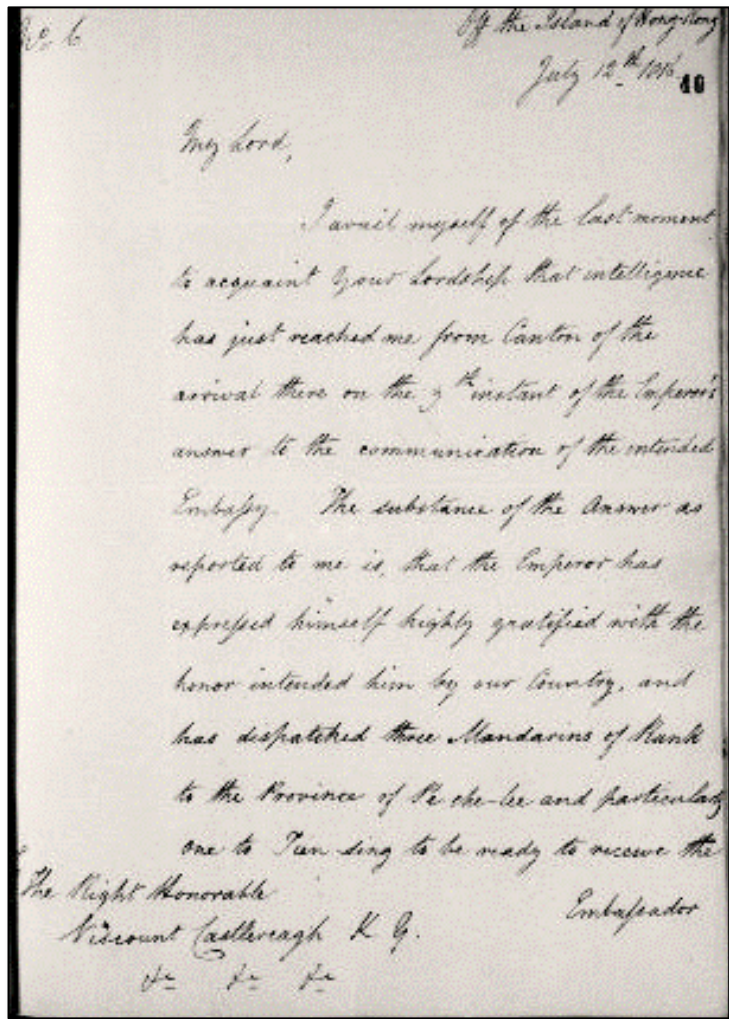 No. 6
Off the Island of Hong Kong
July 12th 1816
40
My Lord,
I avail myself of the last moment
to acquaint Your Lordship that intelligence
has just reached me from Canton of the
arrival there on the 9th instant of the Emperor's
answer to the communication of the intended
Embassy. The substance of the Answer as
reported to me is, that the Emperor has
expressed himself highly gratified with the
honor intended him by our Country, and
has dispatched three Mandarins of Rank
to the Province of Pe che-lee and particularly
one to Tien sing to be ready to receive the
Embassador
The Right Honorable
Viscount Castlereagh K G.
&c &c &c